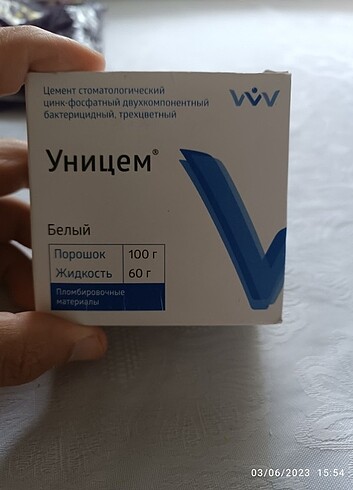 Цемент стоматологический
цинк-фосфатный двухкомпонентный
бактерицидный, трехцветный
Уницем®
Белый
Порошок 100 г
Жидкость 60 г
Пломбировочные
материалы
03/06/2023 15:54